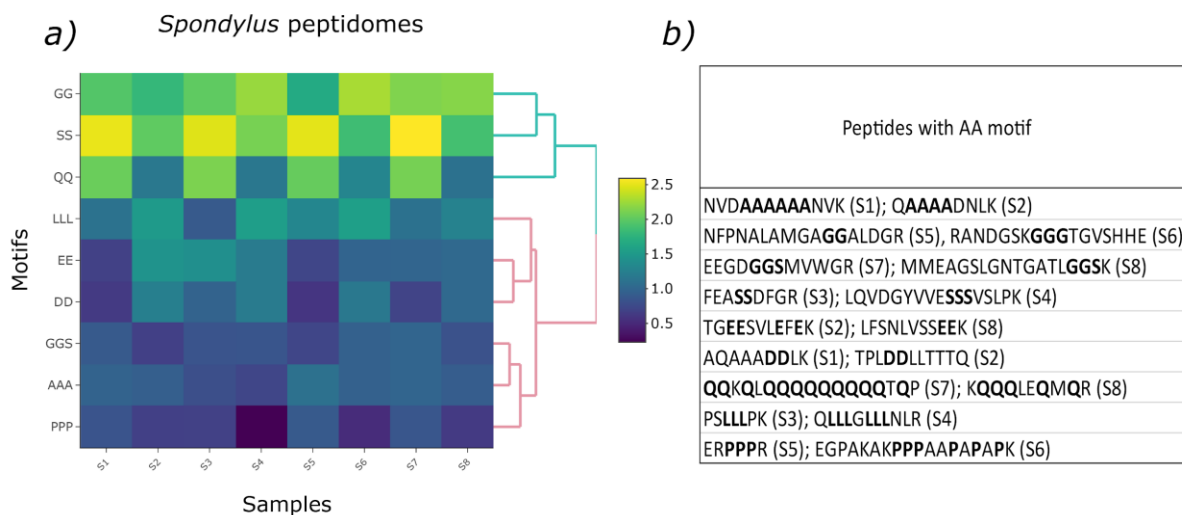 a)
Spondylus peptidomes
b)
Motifs
GG
SS
QQ
LLL
EE
DD
GGS
AAA
PPP
S1
S2
S3
S4
S5
S6
S7
S8
Samples
2.5
2.0
1.5
1.0
0.5
Peptides with AA motif
NVDAAAAAANVK (S1); QAAAADNLK (S2)
NFPNALAMGAGGALDGR (S5), RANDGSKGGGTGVSHHE (S6)
EEGDGGSMVWGR (S7); MMEAGSLGNTGATLGGSK (S8)
FEASSDFGR (S3); LQVDGYVVESSSVSLPK (S4)
TGEESVLEFEK (S2); LFSNLVSSEEK (S8)
AQAAADDLK (S1); TPLDDLLTTTQ (S2)
QQKQLQQQQQQQQQTQP (S7); KQQQLEQMQR (S8)
PSLLLPK (S3); QLLLGLLLNLR (S4)
ERPPPR (S5); EGPAKAKPPPAAPAPAPK (S6)